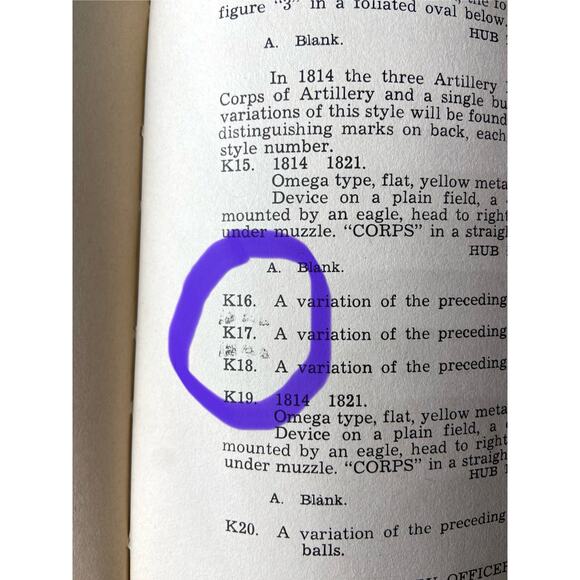 figure "3" in a foliated oval below.
HUB
A. Blank.
In 1814 the three Artillery
Corps of Artillery and a single bu
variations of this style will be found
distinguishing marks on back, each
style number.
K15. 1814 1821.
Omega type, flat, yellow meta
Device on a plain field, a
mounted by an eagle, head to right
under muzzle. "CORPS" in a straig
HUB
A. Blank.
K16. A variation of the preceding
K17. A variation of the preceding
K18. A variation of the preceding
K19. 1814 1821.
Omega type, flat, yellow meta
Device on a plain field, a
mounted by an eagle, head to right
under muzzle. "CORPS" in a straigh
HUB
A. Blank.
K20. A variation of the preceding
balls.
OFFICER